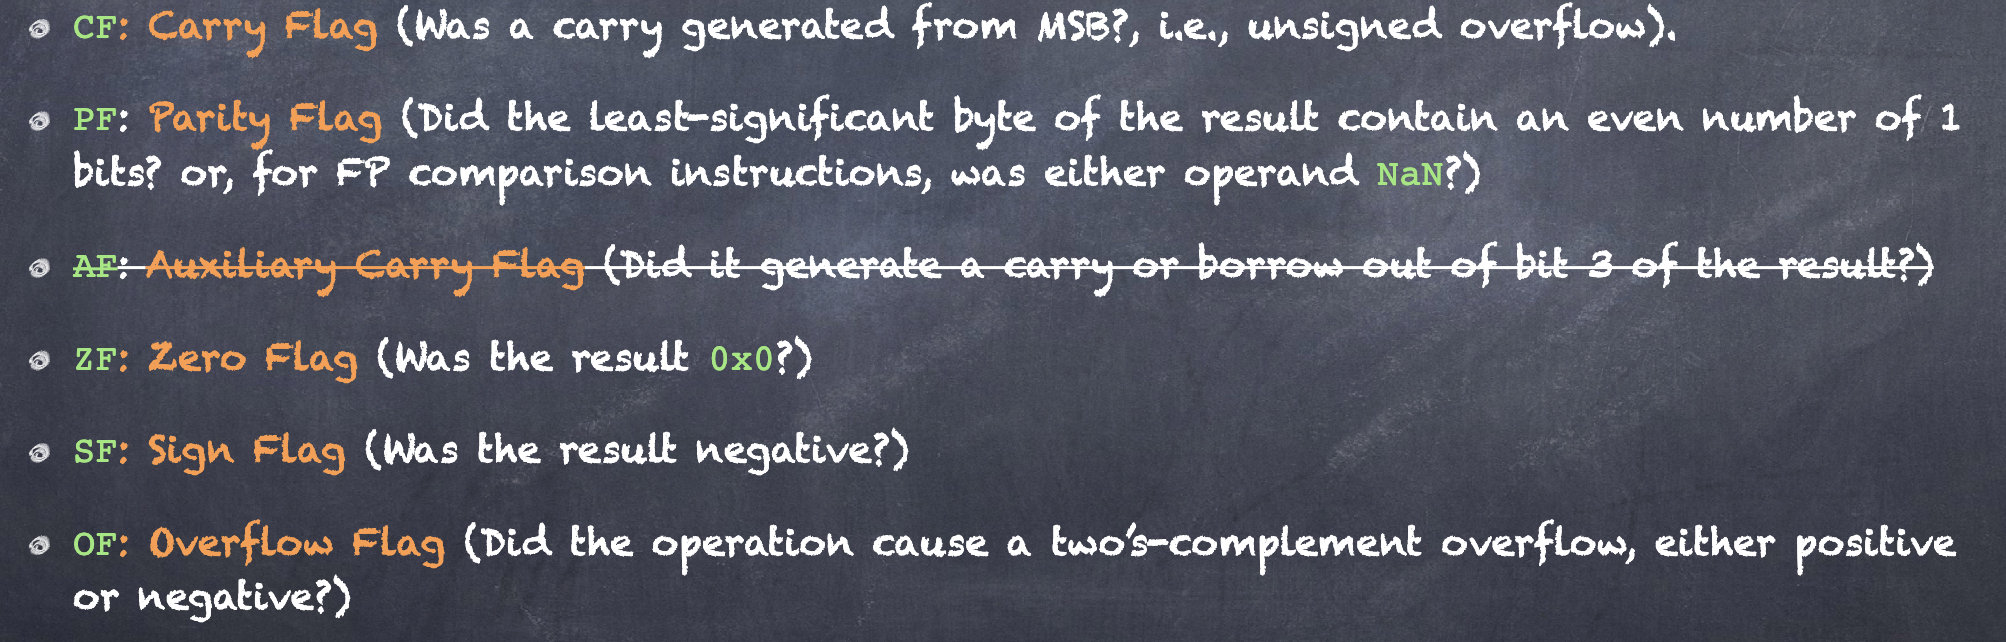 CF: Carry Flag (Was a carry generated from MSB?, i.e., unsigned overflow).
PF: Parity Flag (Did the least-significant byte of the result contain an even number of 1
bits? or, for FP comparison instructions, was either operand NaN?)
AF: Auxiliary Carry Flag (Did it generate a carry or borrow out of bit 3 of the result?)
ZF: Zero Flag (Was the result 0x0?)
SF: Sign Flag (Was the result negative?)
OF: Overflow Flag (Did the operation cause a two's-complement overflow, either positive
or negative?)